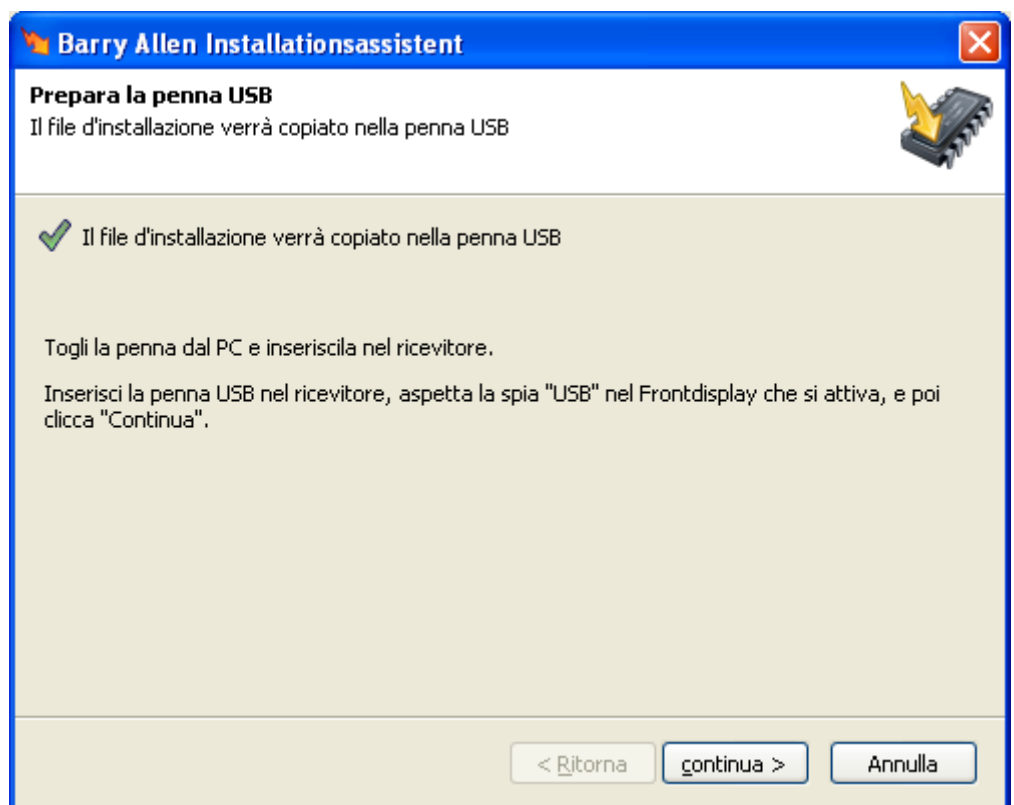 Barry Allen Installationsassistent
Prepara la penna USB
Il file d'installazione verrà copiato nella penna USB
Il file d'installazione verrà copiato nella penna USB
Togli la penna dal PC e inseriscila nel ricevitore.
Inserisci la penna USB nel ricevitore, aspetta la spia "USB" nel Frontdisplay che si attiva, e poi
clicca "Continua".
< Ritorna
continua >
Annulla